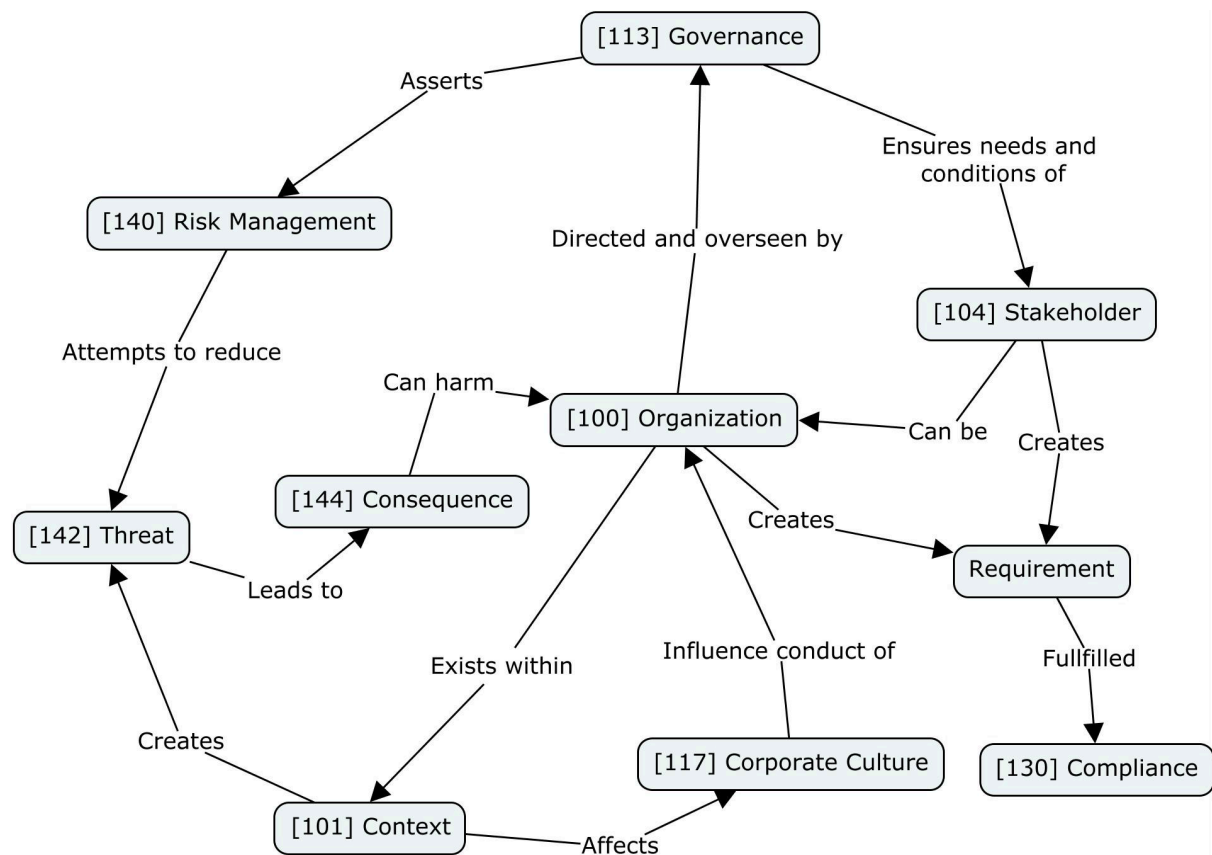 [113] Governance
Asserts
Ensures needs and
conditions of
[140] Risk Management
Directed and overseen by
[104] Stakeholder
Attempts to reduce
Can harm
[100] Organization
Can be
Creates
[144] Consequence
Creates
[142] Threat
Leads to
Requirement
Exists within
Influence conduct of
Fullfilled
Creates
[117] Corporate Culture
[130] Compliance
[101] Context
Affects